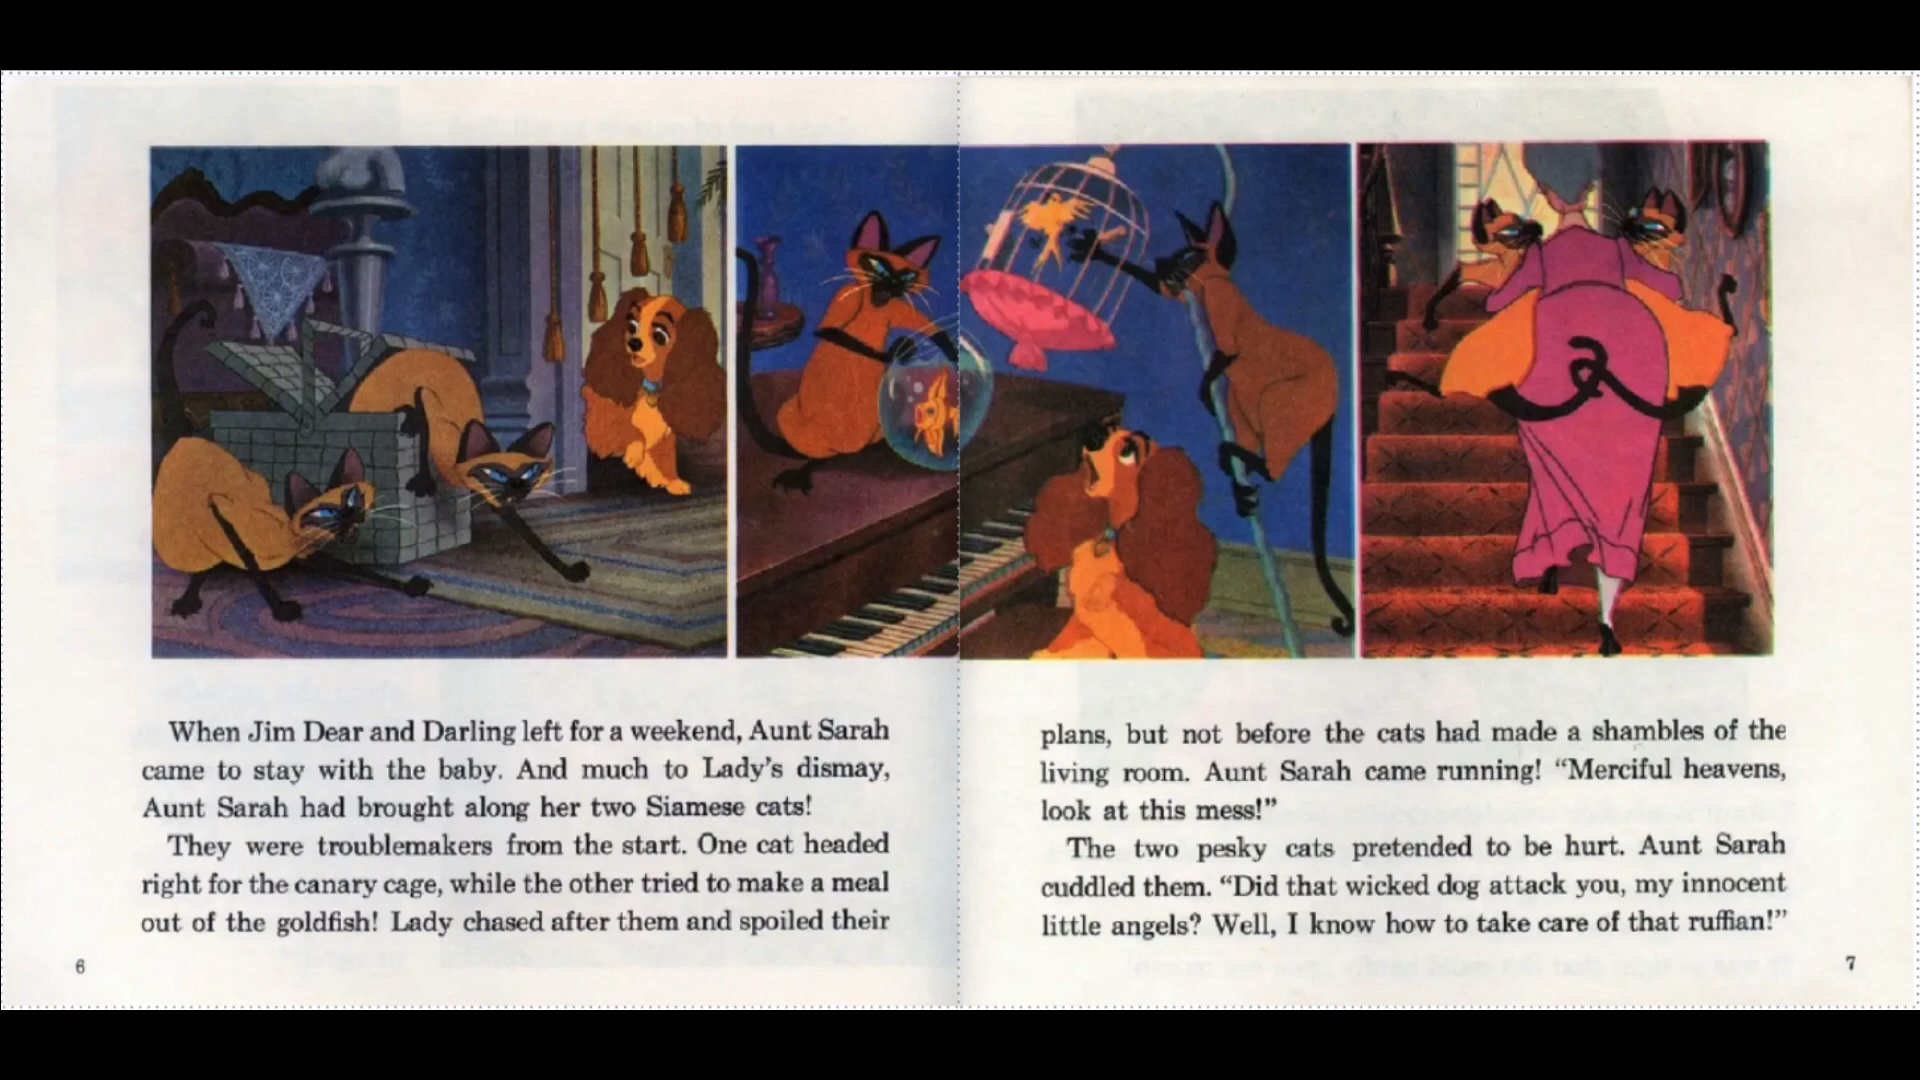 When Jim Dear and Darling left for a weekend, Aunt Sarah
came to stay with the baby. And much to Lady's dismay,
Aunt Sarah had brought along her two Siamese cats!
They were troublemakers from the start. One cat headed
right for the canary cage, while the other tried to make a meal
out of the goldfish! Lady chased after them and spoiled their
6
plans, but not before the cats had made a shambles of the
living room. Aunt Sarah came running! “Merciful heavens,
look at this mess!”
The two pesky cats pretended to be hurt. Aunt Sarah
cuddled them. “Did that wicked dog attack you, my innocent
little angels? Well, I know how to take care of that ruffian!”
7